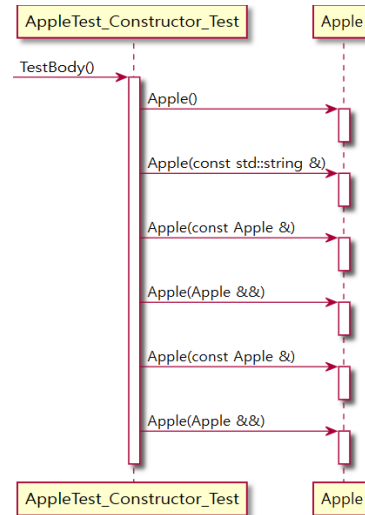 AppleTest_Constructor_Test
Apple
TestBody()
Apple()
Apple(const std::string &)
Apple(const Apple &)
Apple(Apple &&)
Apple(const Apple &)
Apple(Apple &&)
AppleTest_Constructor_Test
Apple